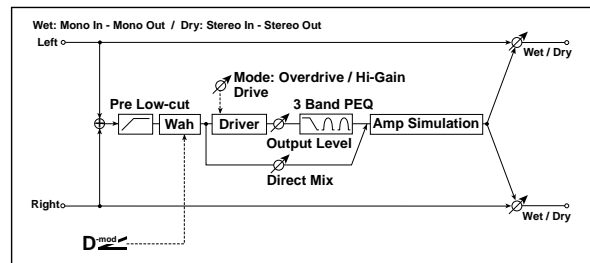 Wet: Mono In - Mono Out / Dry: Stereo In - Stereo Out
Left
Wet / Dry
Mode: Overdrive / Hi-Gain
Drive
Pre Low-cut
3 Band PEQ
Wah
Driver
Amp Simulation
Output Level
Direct Mix
Right
Wet / Dry
D-mod